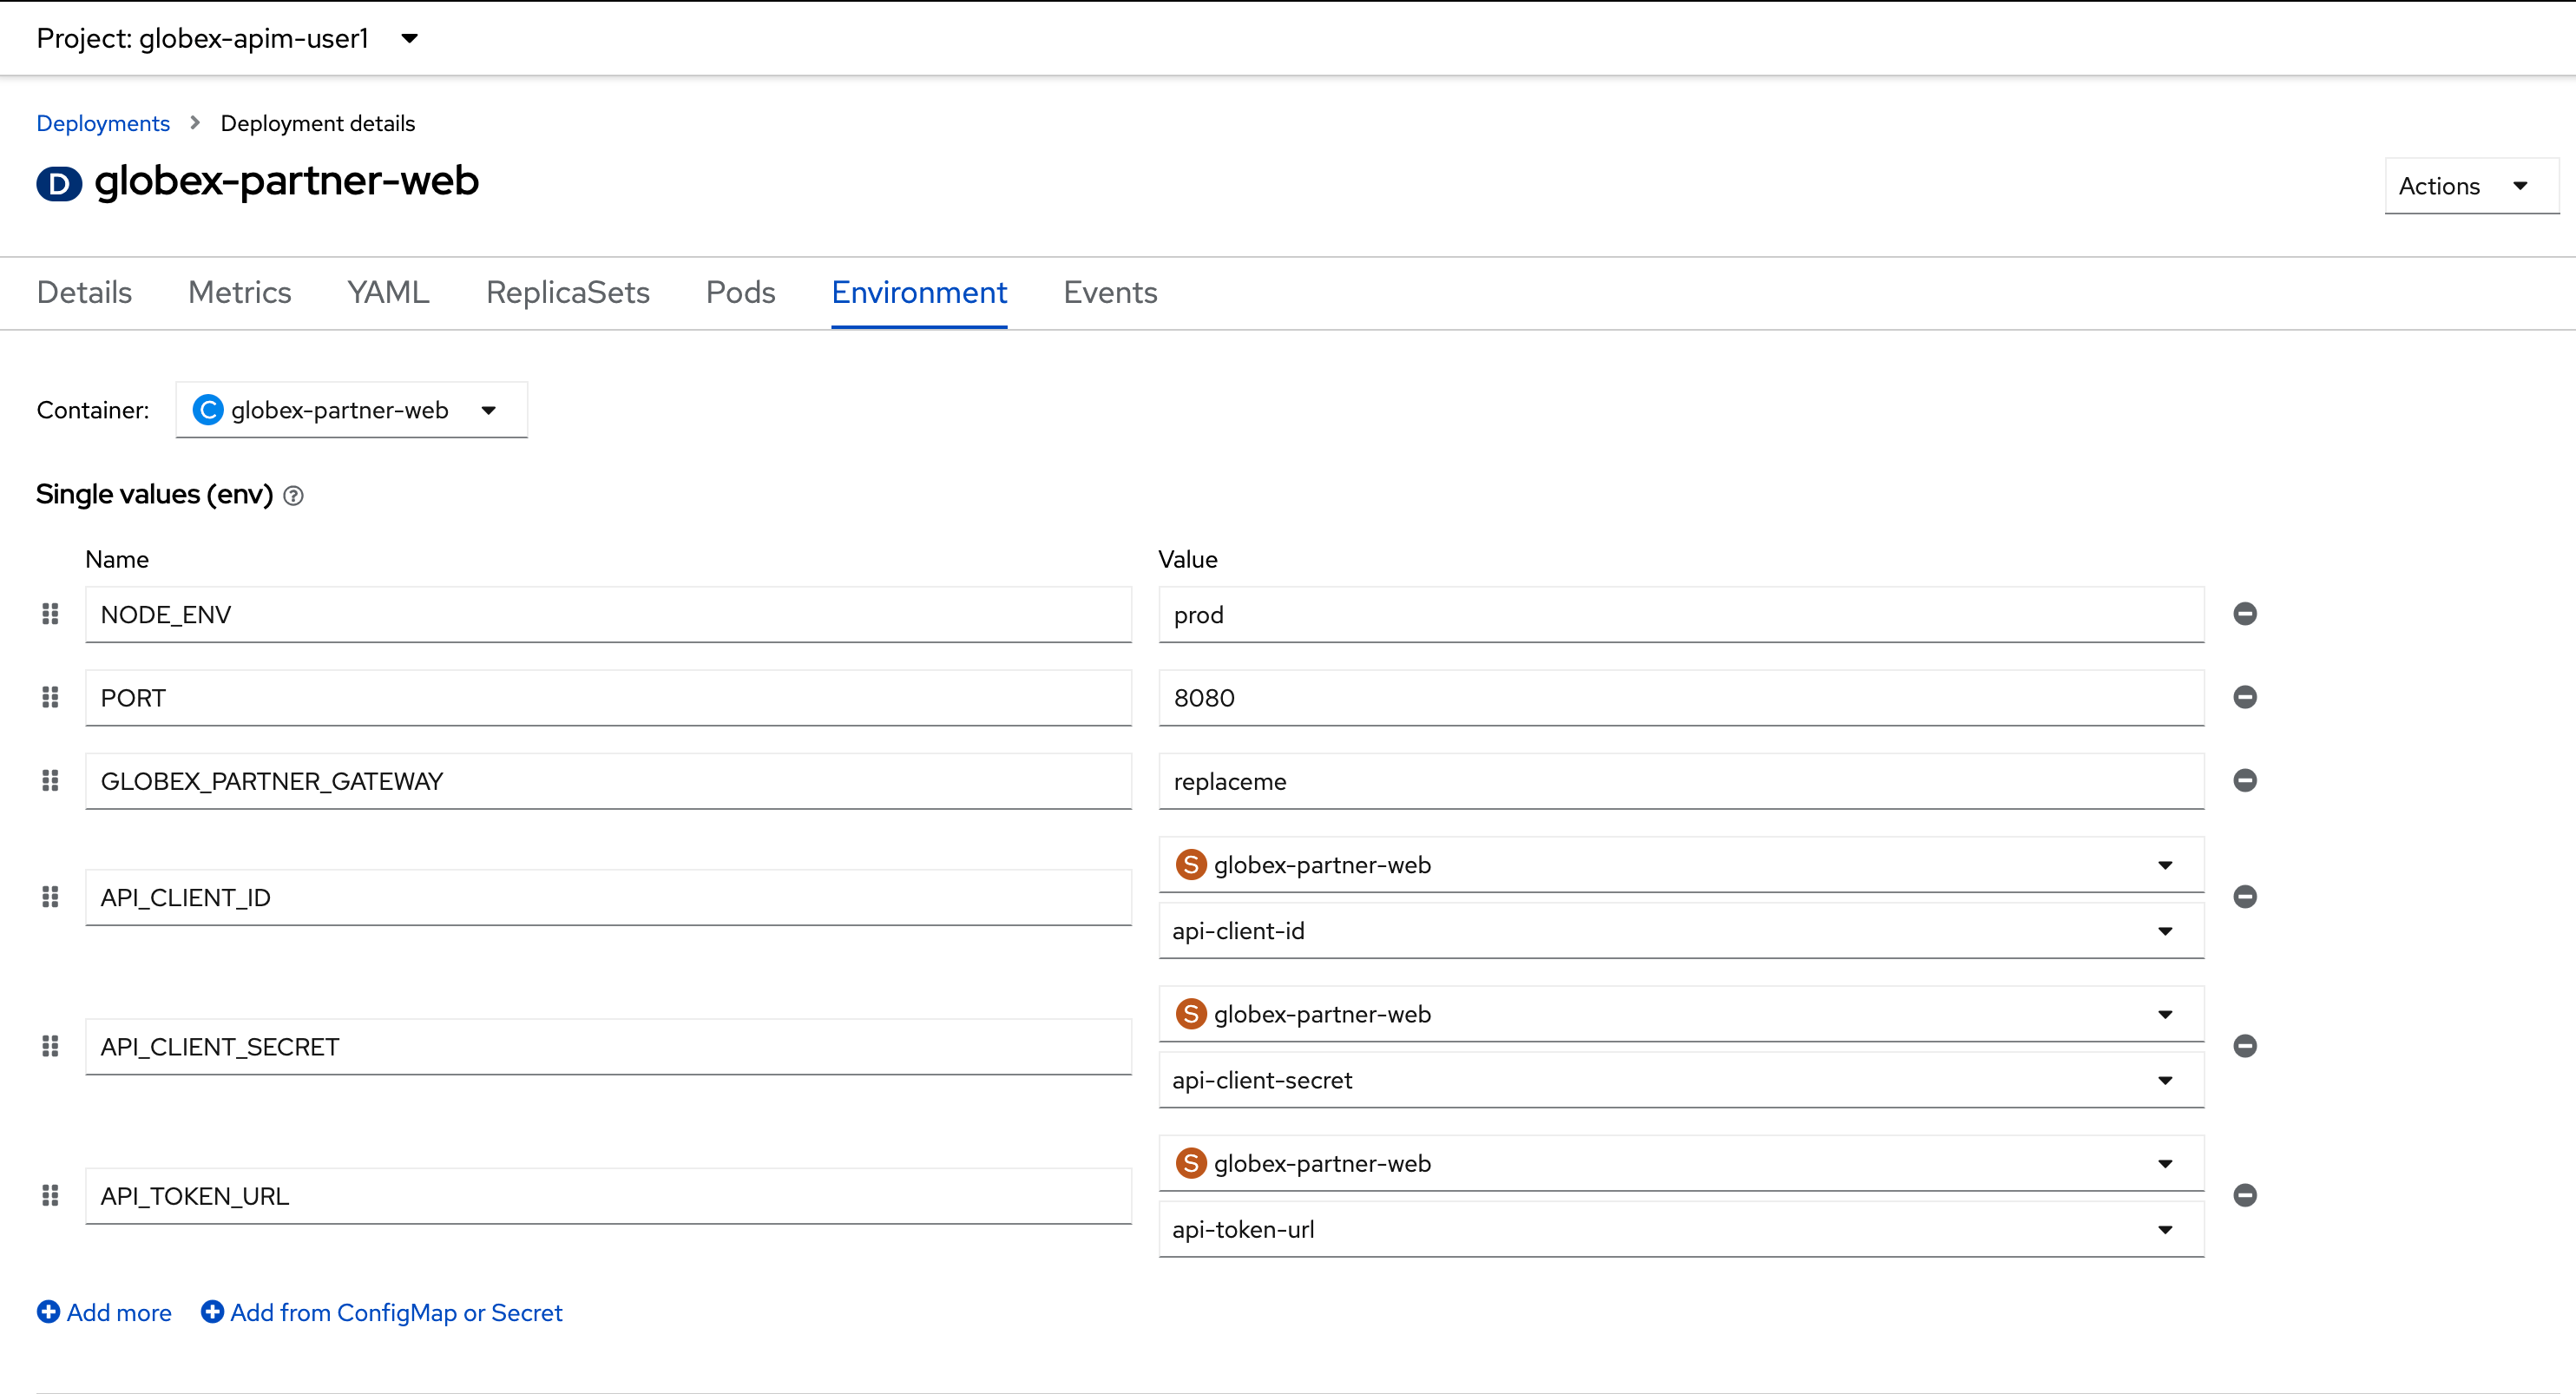 Project: globex-apim-user1
Deployments > Deployment details
D globex-partner-web
Actions
Details Metrics YAML ReplicaSets Pods Environment Events
Container: C globex-partner-web
Single values (env) ?
Name Value
NODE_ENV prod
PORT 8080
GLOBEX_PARTNER_GATEWAY replaceme
S globex-partner-web
API_CLIENT_ID
api-client-id
S globex-partner-web
API_CLIENT_SECRET
api-client-secret
S globex-partner-web
API_TOKEN_URL
api-token-url
Add more Add from ConfigMap or Secret